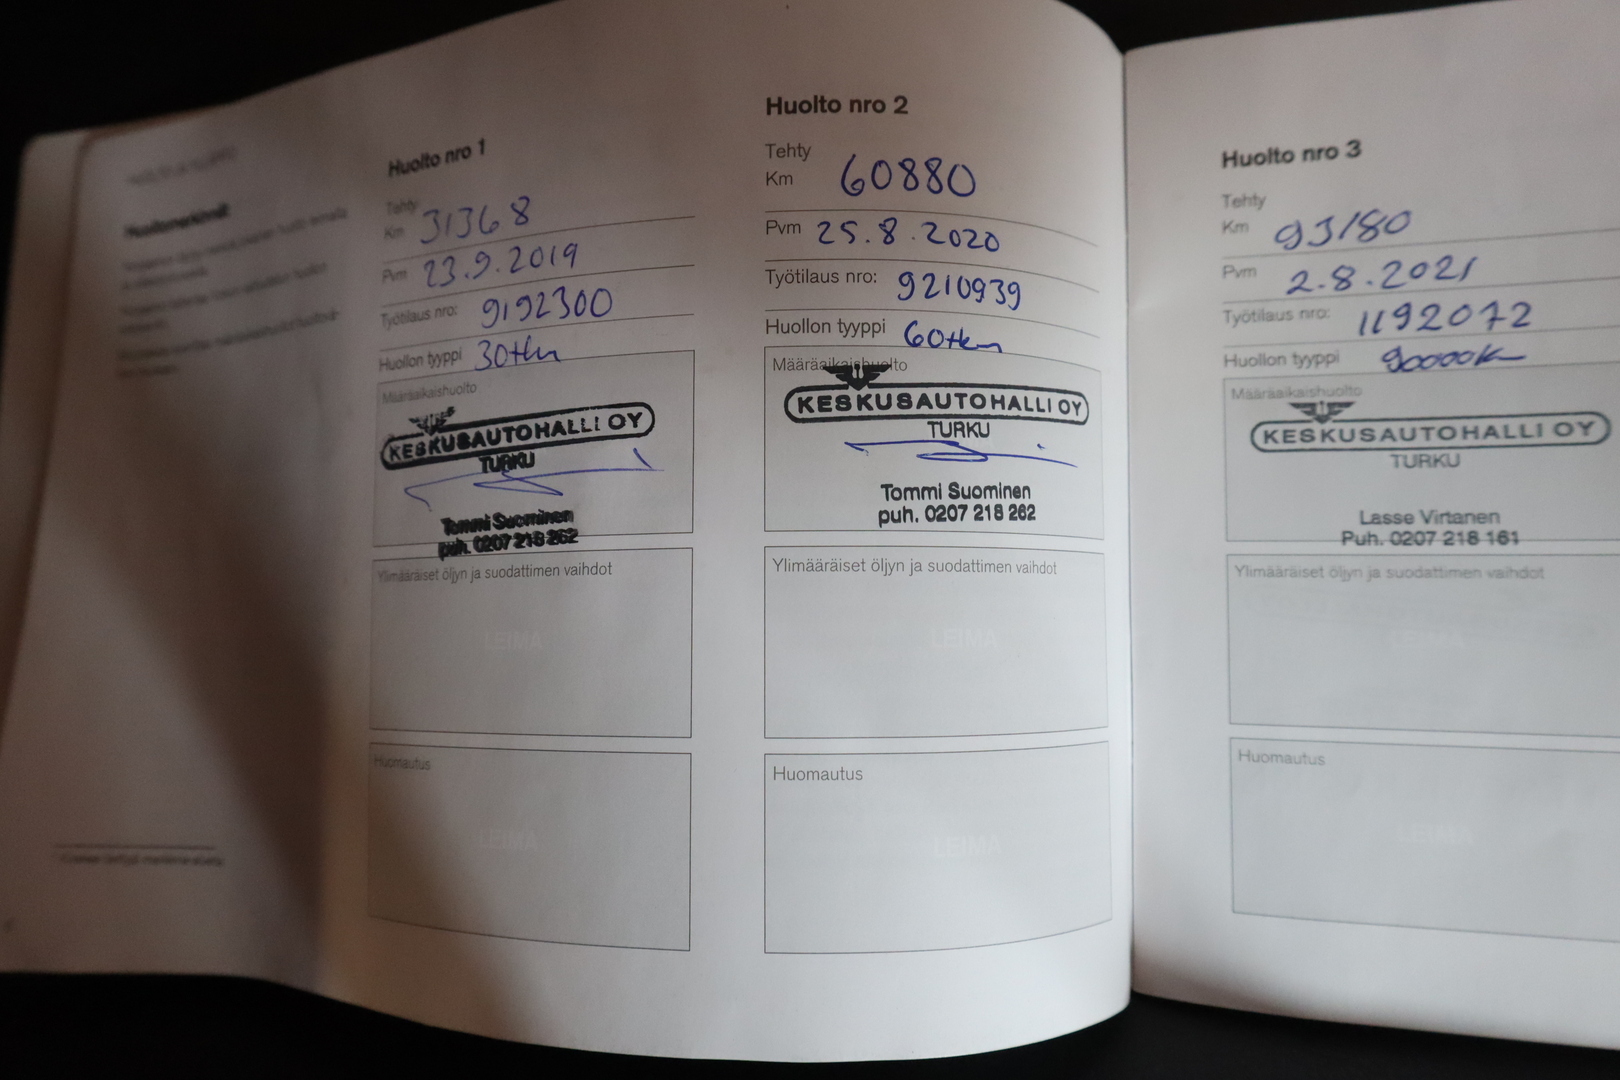 Huoltomerkinnät
Huolto nro 1
Tehty
Km 31368
Pvm 23.9.2019
Työtilaus nro: 9192300
Huollon tyyppi 30tkm
Määräaikaishuolto
KESKUSAUTOHALLI OY
TURKU
Tommi Suominen
puh. 0207 218 262
Ylimääräiset öljyn ja suodattimen vaihdot
LEIMA
Huomautus
LEIMA
Huolto nro 2
Tehty
Km 60880
Pvm 25.8.2020
Työtilaus nro: 9210939
Huollon tyyppi 60tkm
Määräaikaishuolto
KESKUSAUTOHALLI OY
TURKU
Tommi Suominen
puh. 0207 218 262
Ylimääräiset öljyn ja suodattimen vaihdot
LEIMA
Huomautus
LEIMA
Huolto nro 3
Tehty
Km 93180
Pvm 2.8.2021
Työtilaus nro: 1192072
Huollon tyyppi 90000k
Määräaikaishuolto
KESKUSAUTOHALLI OY
TURKU
Lasse Virtanen
Puh. 0207 218 161
Ylimääräiset öljyn ja suodattimen vaihdot
LEIMA
Huomautus
LEIMA